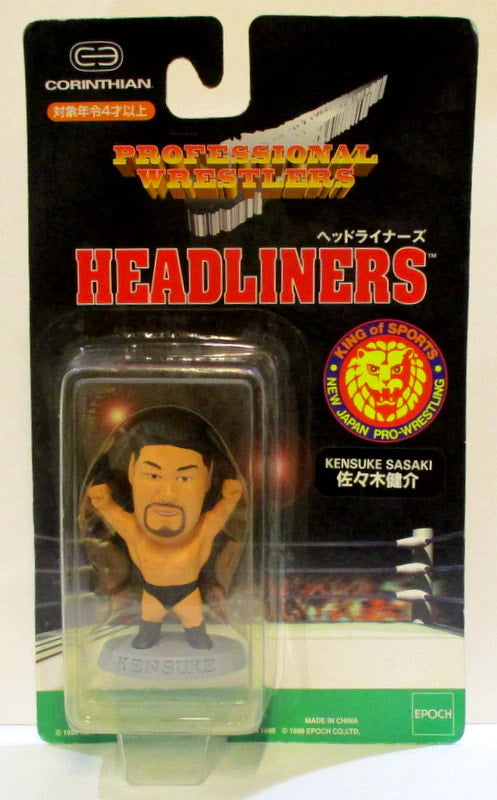 CORINTHIAN
対象年令4才以上
PROFESSIONAL
WRESTLERS
ヘッドライナーズ
HEADLINERS™
KING of SPORTS
NEW JAPAN PRO-WRESTLING
KENSUKE SASAKI
佐々木健介
KENSUKE
MADE IN CHINA
1998 © 1998 EPOCH CO,LTD.
EPOCH